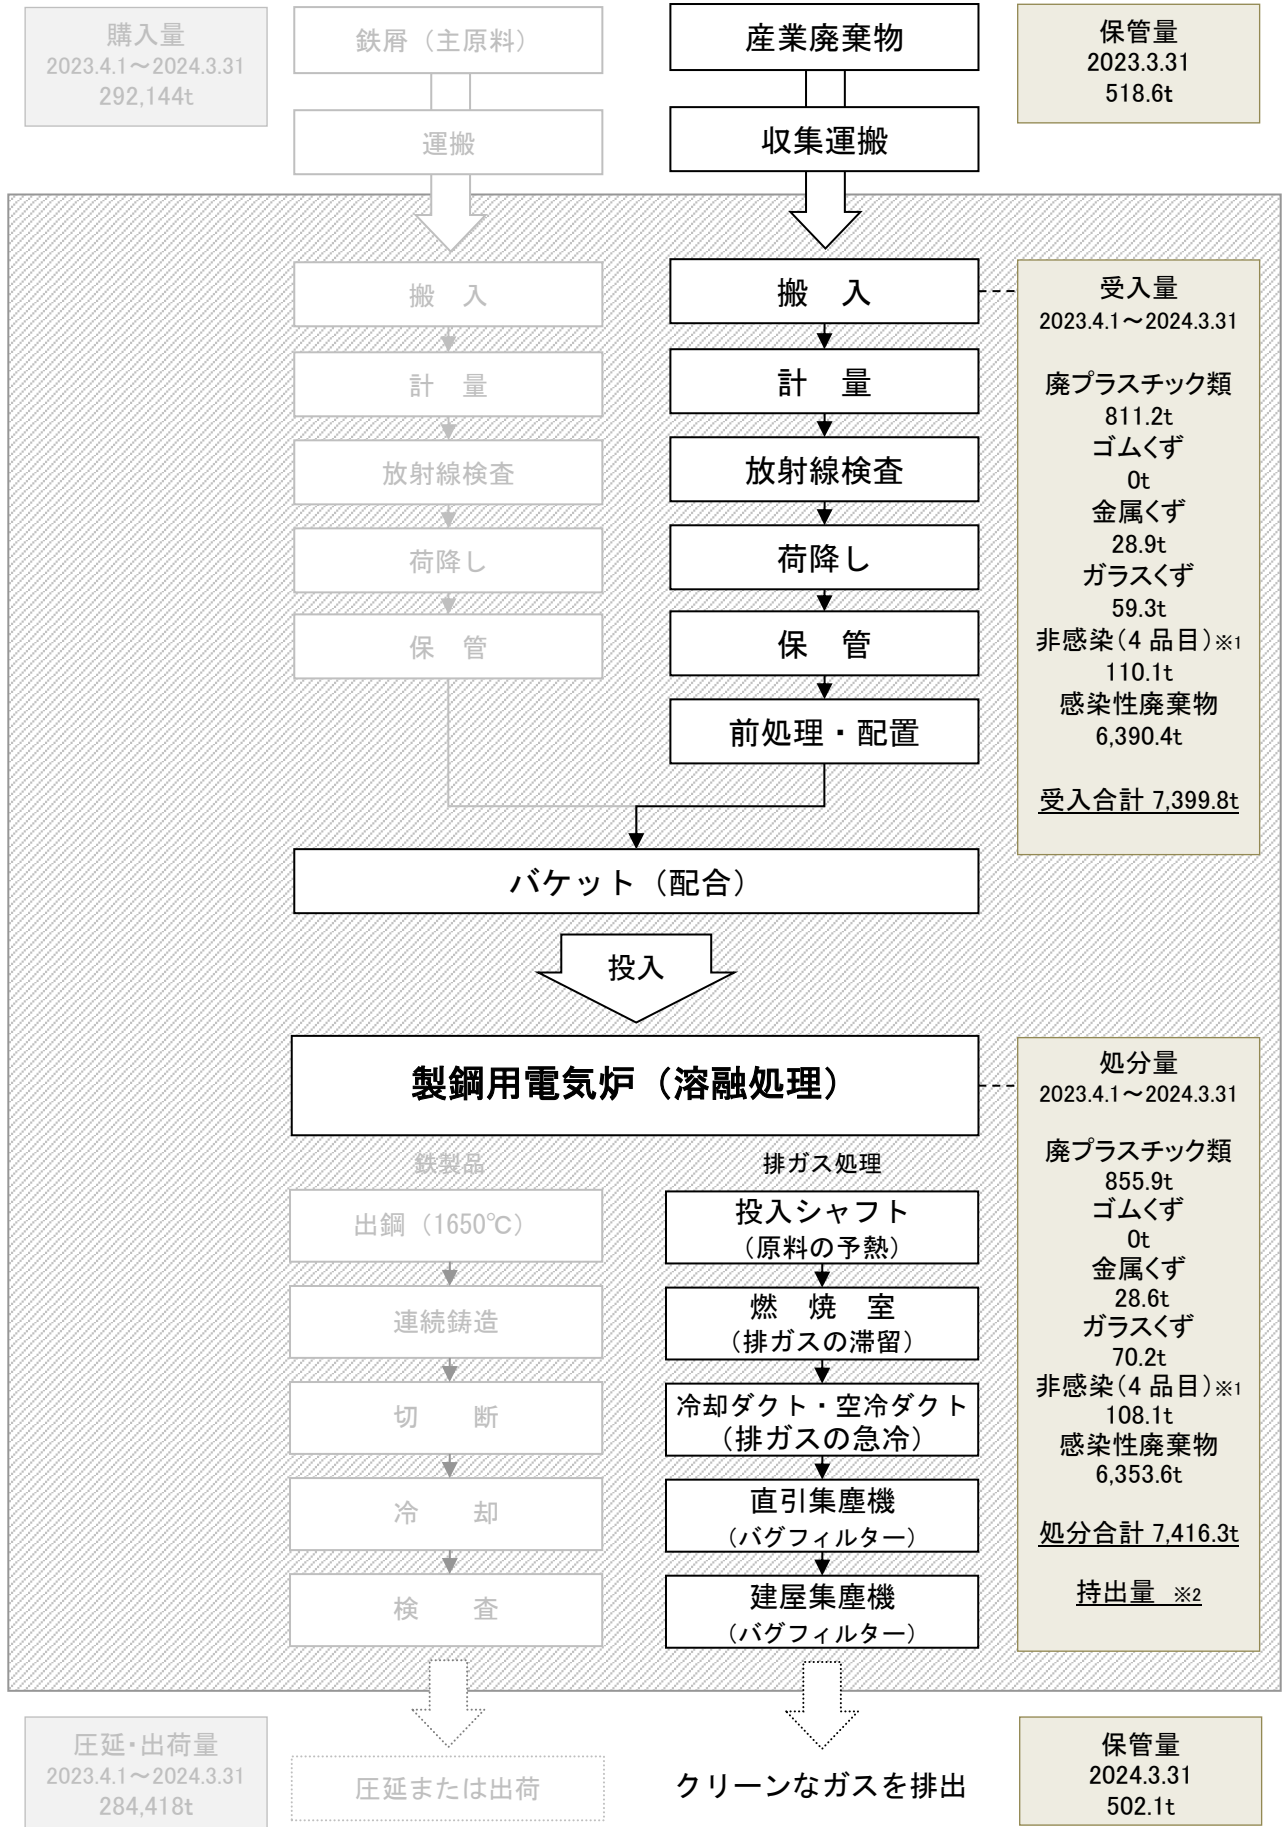 購入量
2023.4.1～2024.3.31
292,144t
鉄屑（主原料）
運搬
産業廃棄物
収集運搬
保管量
2023.3.31
518.6t
搬　入
計　量
放射線検査
荷降し
保　管
搬　入
計　量
放射線検査
荷降し
保　管
前処理・配置
受入量
2023.4.1～2024.3.31
廃プラスチック類
811.2t
ゴムくず
0t
金属くず
28.9t
ガラスくず
59.3t
非感染（4 品目）※1
110.1t
感染性廃棄物
6,390.4t
受入合計 7,399.8t
バケット（配合）
投入
製鋼用電気炉（溶融処理）
鉄製品
出鋼（1650℃）
連続鋳造
切　断
冷　却
検　査
排ガス処理
投入シャフト
（原料の予熱）
燃　焼　室
（排ガスの滞留）
冷却ダクト・空冷ダクト
（排ガスの急冷）
直引集塵機
（バグフィルター）
建屋集塵機
（バグフィルター）
処分量
2023.4.1～2024.3.31
廃プラスチック類
855.9t
ゴムくず
0t
金属くず
28.6t
ガラスくず
70.2t
非感染（4 品目）※1
108.1t
感染性廃棄物
6,353.6t
処分合計 7,416.3t
持出量　※2
圧延・出荷量
2023.4.1～2024.3.31
284,418t
圧延または出荷
クリーンなガスを排出
保管量
2024.3.31
502.1t